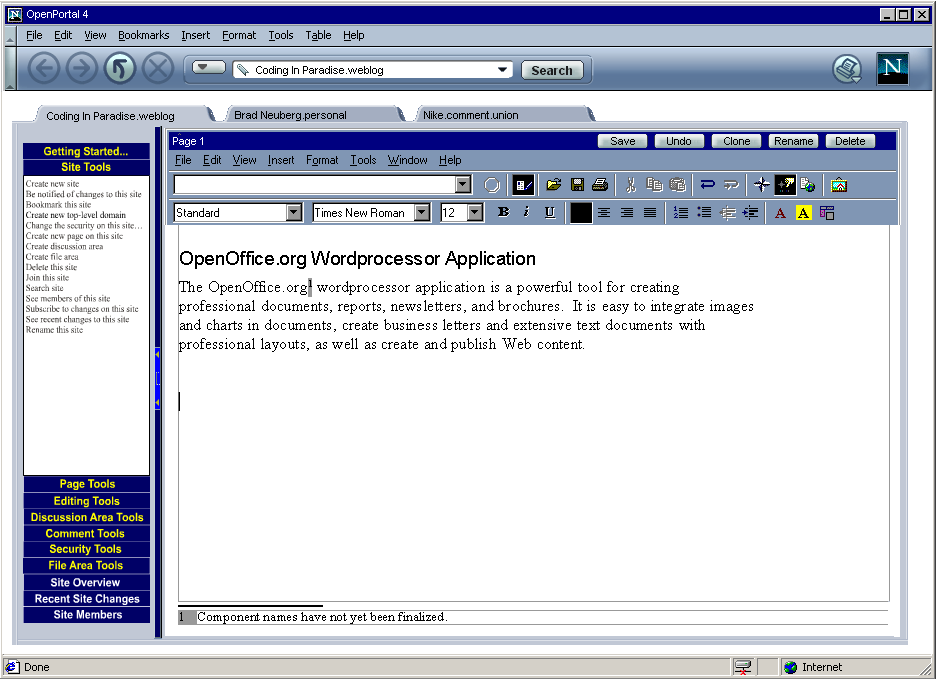 OpenPortal 4
File Edit View Bookmarks Insert Format Tools Table Help
Coding In Paradise.weblog Search
N
Coding In Paradise.weblog Brad Neuberg.personal Nike.comment.union
Getting Started...
Site Tools
Create new site
Be notified of changes to this site
Bookmark this site
Create new top-level domain
Change the security on this site...
Create new page on this site
Create discussion area
Create file area
Delete this site
Join this site
Search site
See members of this site
Subscribe to changes on this site
See recent changes to this site
Rename this site
Page Tools
Editing Tools
Discussion Area Tools
Comment Tools
Security Tools
File Area Tools
Site Overview
Recent Site Changes
Site Members
Page 1 Save Undo Clone Rename Delete
File Edit View Insert Format Tools Window Help
Standard Times New Roman 12 B i U A A
OpenOffice.org Wordprocessor Application
The OpenOffice.org1 wordprocessor application is a powerful tool for creating
professional documents, reports, newsletters, and brochures. It is easy to integrate images
and charts in documents, create business letters and extensive text documents with
professional layouts, as well as create and publish Web content.
1 Component names have not yet been finalized.
Done Internet